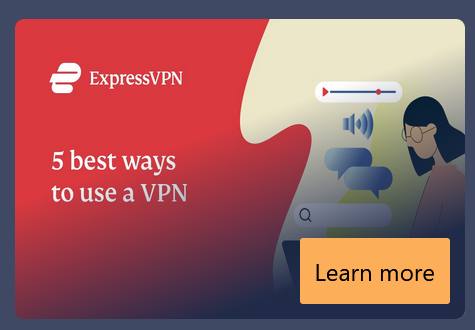 ExpressVPN
5 best ways
to use a VPN
Learn more